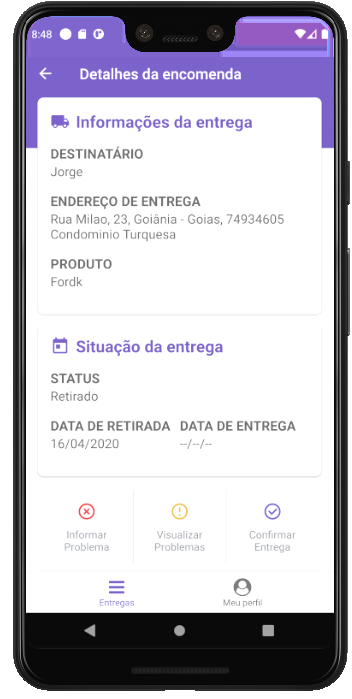 8:48
Detalhes da encomenda
Informações da entrega
DESTINATÁRIO
Jorge
ENDEREÇO DE ENTREGA
Rua Milao, 23, Goiânia - Goias, 74934605
Condominio Turquesa
PRODUTO
Fordk
Situação da entrega
STATUS
Retirado
DATA DE RETIRADA DATA DE ENTREGA
16/04/2020 --/--/--
Informar Visualizar Confirmar
Problema Problemas Entrega
Entregas Meu perfil